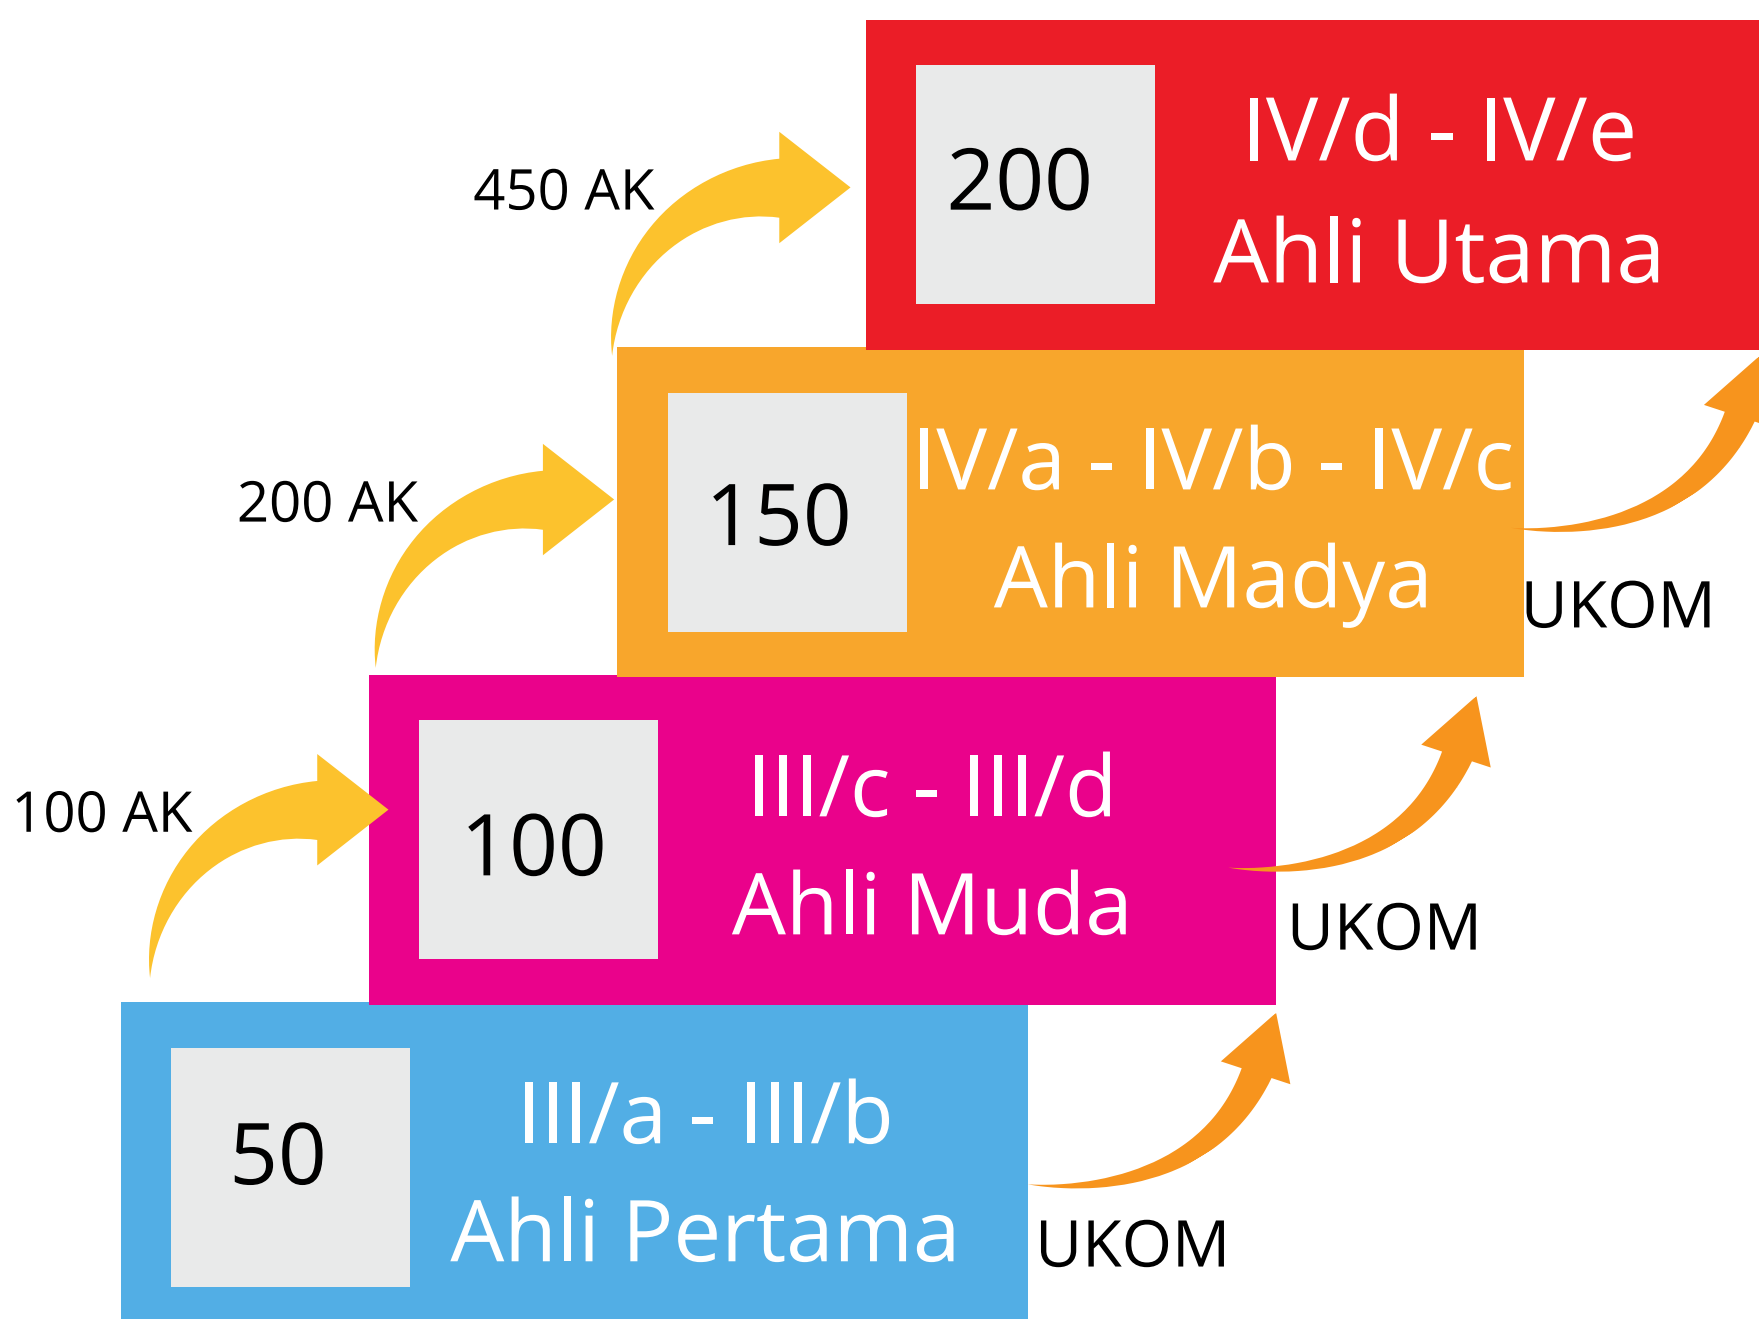 IV/d - IV/e
200
Ahli Utama
450 AK
IV/a - IV/b - IV/c
150
Ahli Madya
200 AK
UKOM
III/c - III/d
100
Ahli Muda
100 AK
UKOM
III/a - III/b
50
Ahli Pertama
UKOM